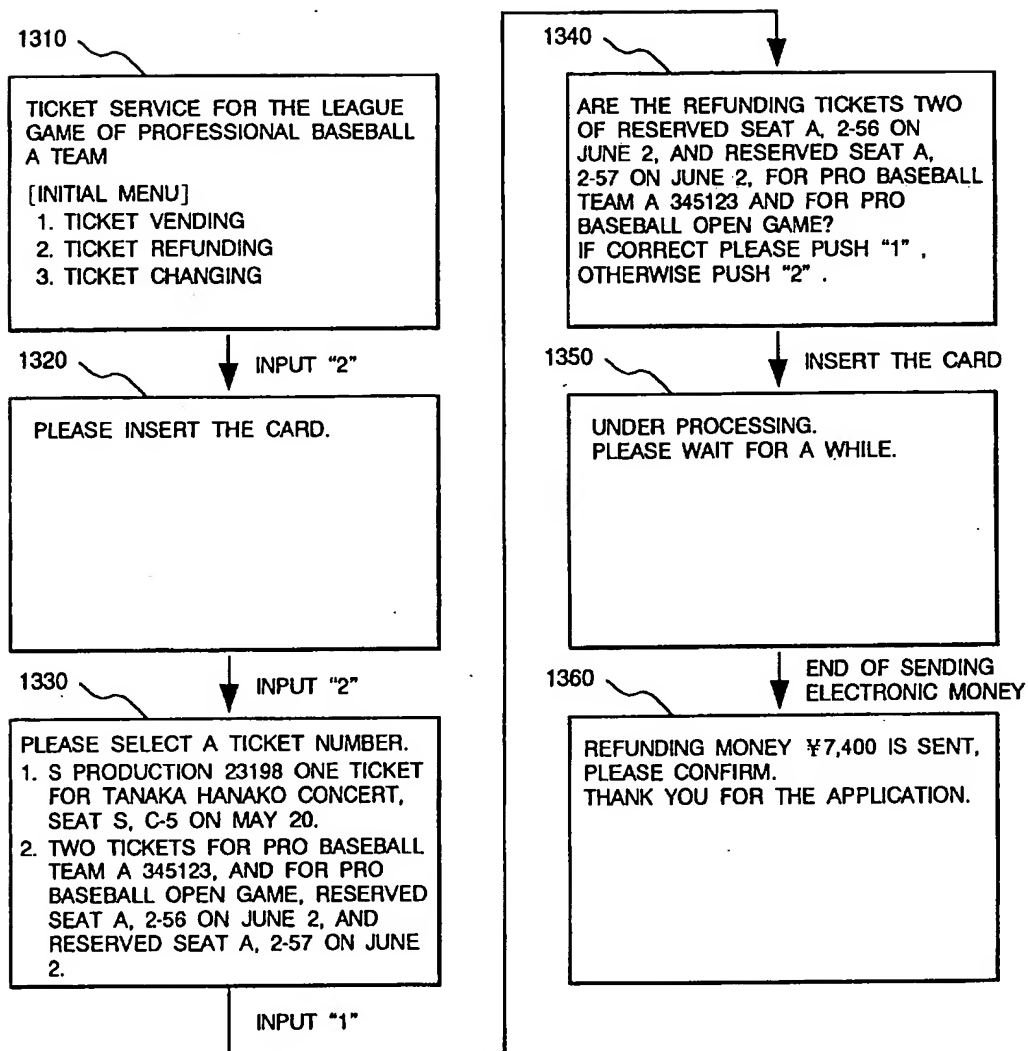 1310
TICKET SERVICE FOR THE LEAGUE
GAME OF PROFESSIONAL BASEBALL
A TEAM
[INITIAL MENU]
1. TICKET VENDING
2. TICKET REFUNDING
3. TICKET CHANGING
INPUT "2"
1320
PLEASE INSERT THE CARD.
INPUT "2"
1330
PLEASE SELECT A TICKET NUMBER.
1. S PRODUCTION 23198 ONE TICKET
FOR TANAKA HANAKO CONCERT,
SEAT S, C-5 ON MAY 20.
2. TWO TICKETS FOR PRO BASEBALL
TEAM A 345123, AND FOR PRO
BASEBALL OPEN GAME, RESERVED
SEAT A, 2-56 ON JUNE 2, AND
RESERVED SEAT A, 2-57 ON JUNE
2.
INPUT "1"
1340
ARE THE REFUNDING TICKETS TWO
OF RESERVED SEAT A, 2-56 ON
JUNE 2, AND RESERVED SEAT A,
2-57 ON JUNE 2, FOR PRO BASEBALL
TEAM A 345123 AND FOR PRO
BASEBALL OPEN GAME?
IF CORRECT PLEASE PUSH "1" ,
OTHERWISE PUSH "2" .
INSERT THE CARD
1350
UNDER PROCESSING.
PLEASE WAIT FOR A WHILE.
END OF SENDING
ELECTRONIC MONEY
1360
REFUNDING MONEY ¥7,400 IS SENT,
PLEASE CONFIRM.
THANK YOU FOR THE APPLICATION.